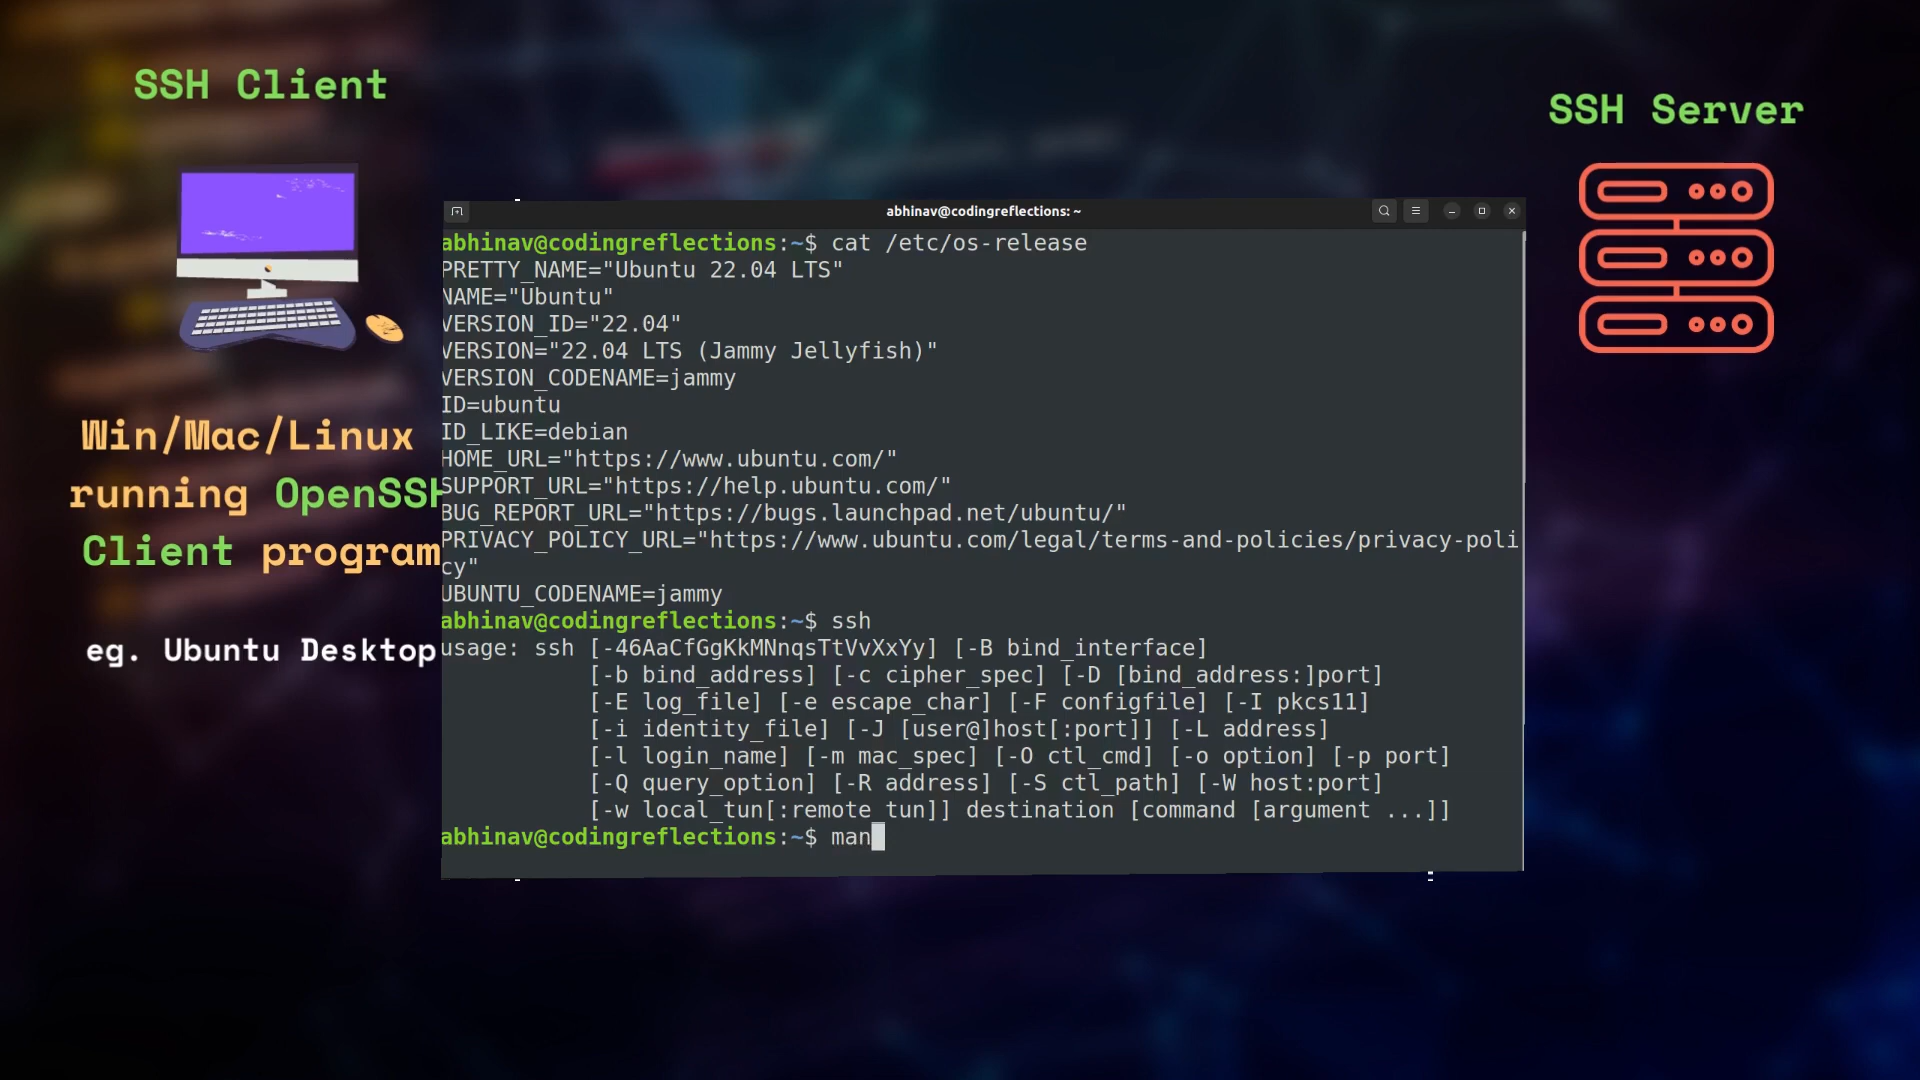 SSH Client
SSH Server
Win/Mac/Linux
running OpenSSH
Client program
eg. Ubuntu Desktop
abhinav@codingreflections: ~
abhinav@codingreflections:~$ cat /etc/os-release
PRETTY_NAME="Ubuntu 22.04 LTS"
NAME="Ubuntu"
VERSION_ID="22.04"
VERSION="22.04 LTS (Jammy Jellyfish)"
VERSION_CODENAME=jammy
ID=ubuntu
ID_LIKE=debian
HOME_URL="https://www.ubuntu.com/"
SUPPORT_URL="https://help.ubuntu.com/"
BUG_REPORT_URL="https://bugs.launchpad.net/ubuntu/"
PRIVACY_POLICY_URL="https://www.ubuntu.com/legal/terms-and-policies/privacy-poli
cy"
UBUNTU_CODENAME=jammy
abhinav@codingreflections:~$ ssh
usage: ssh [-46AaCfGgKkMNnqsTtVvXxYy] [-B bind_interface]
[-b bind_address] [-c cipher_spec] [-D [bind_address:]port]
[-E log_file] [-e escape_char] [-F configfile] [-I pkcs11]
[-i identity_file] [-J [user@]host[:port]] [-L address]
[-l login_name] [-m mac_spec] [-O ctl_cmd] [-o option] [-p port]
[-Q query_option] [-R address] [-S ctl_path] [-W host:port]
[-w local_tun[:remote_tun]] destination [command [argument ...]]
abhinav@codingreflections:~$ man